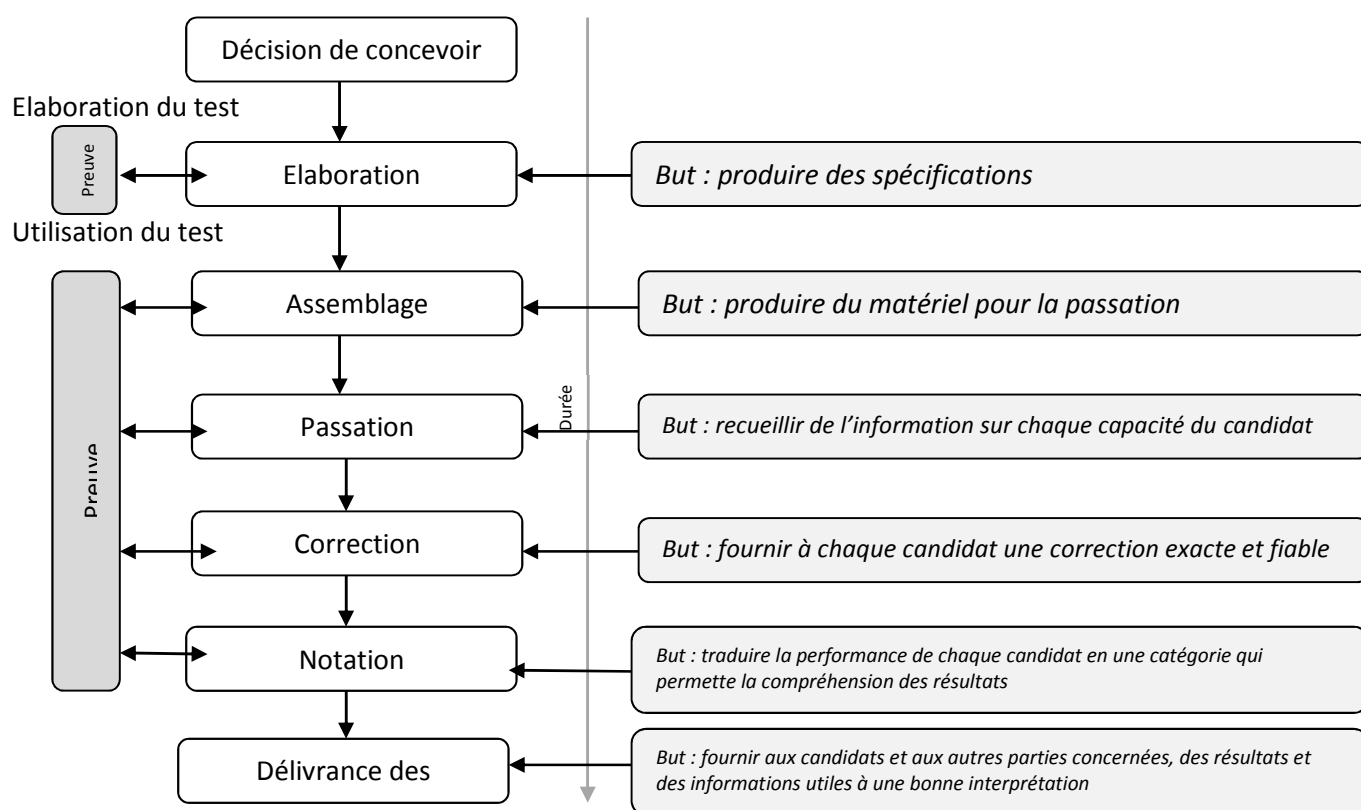 Décision de concevoir
Elaboration du test
Preuve
Elaboration
But : produire des spécifications
Utilisation du test
Preuve
Assemblage
But : produire du matériel pour la passation
Durée
Passation
But : recueillir de l’information sur chaque capacité du candidat
Correction
But : fournir à chaque candidat une correction exacte et fiable
Notation
But : traduire la performance de chaque candidat en une catégorie qui
permette la compréhension des résultats
Délivrance des
But : fournir aux candidats et aux autres parties concernées, des résultats et
des informations utiles à une bonne interprétation